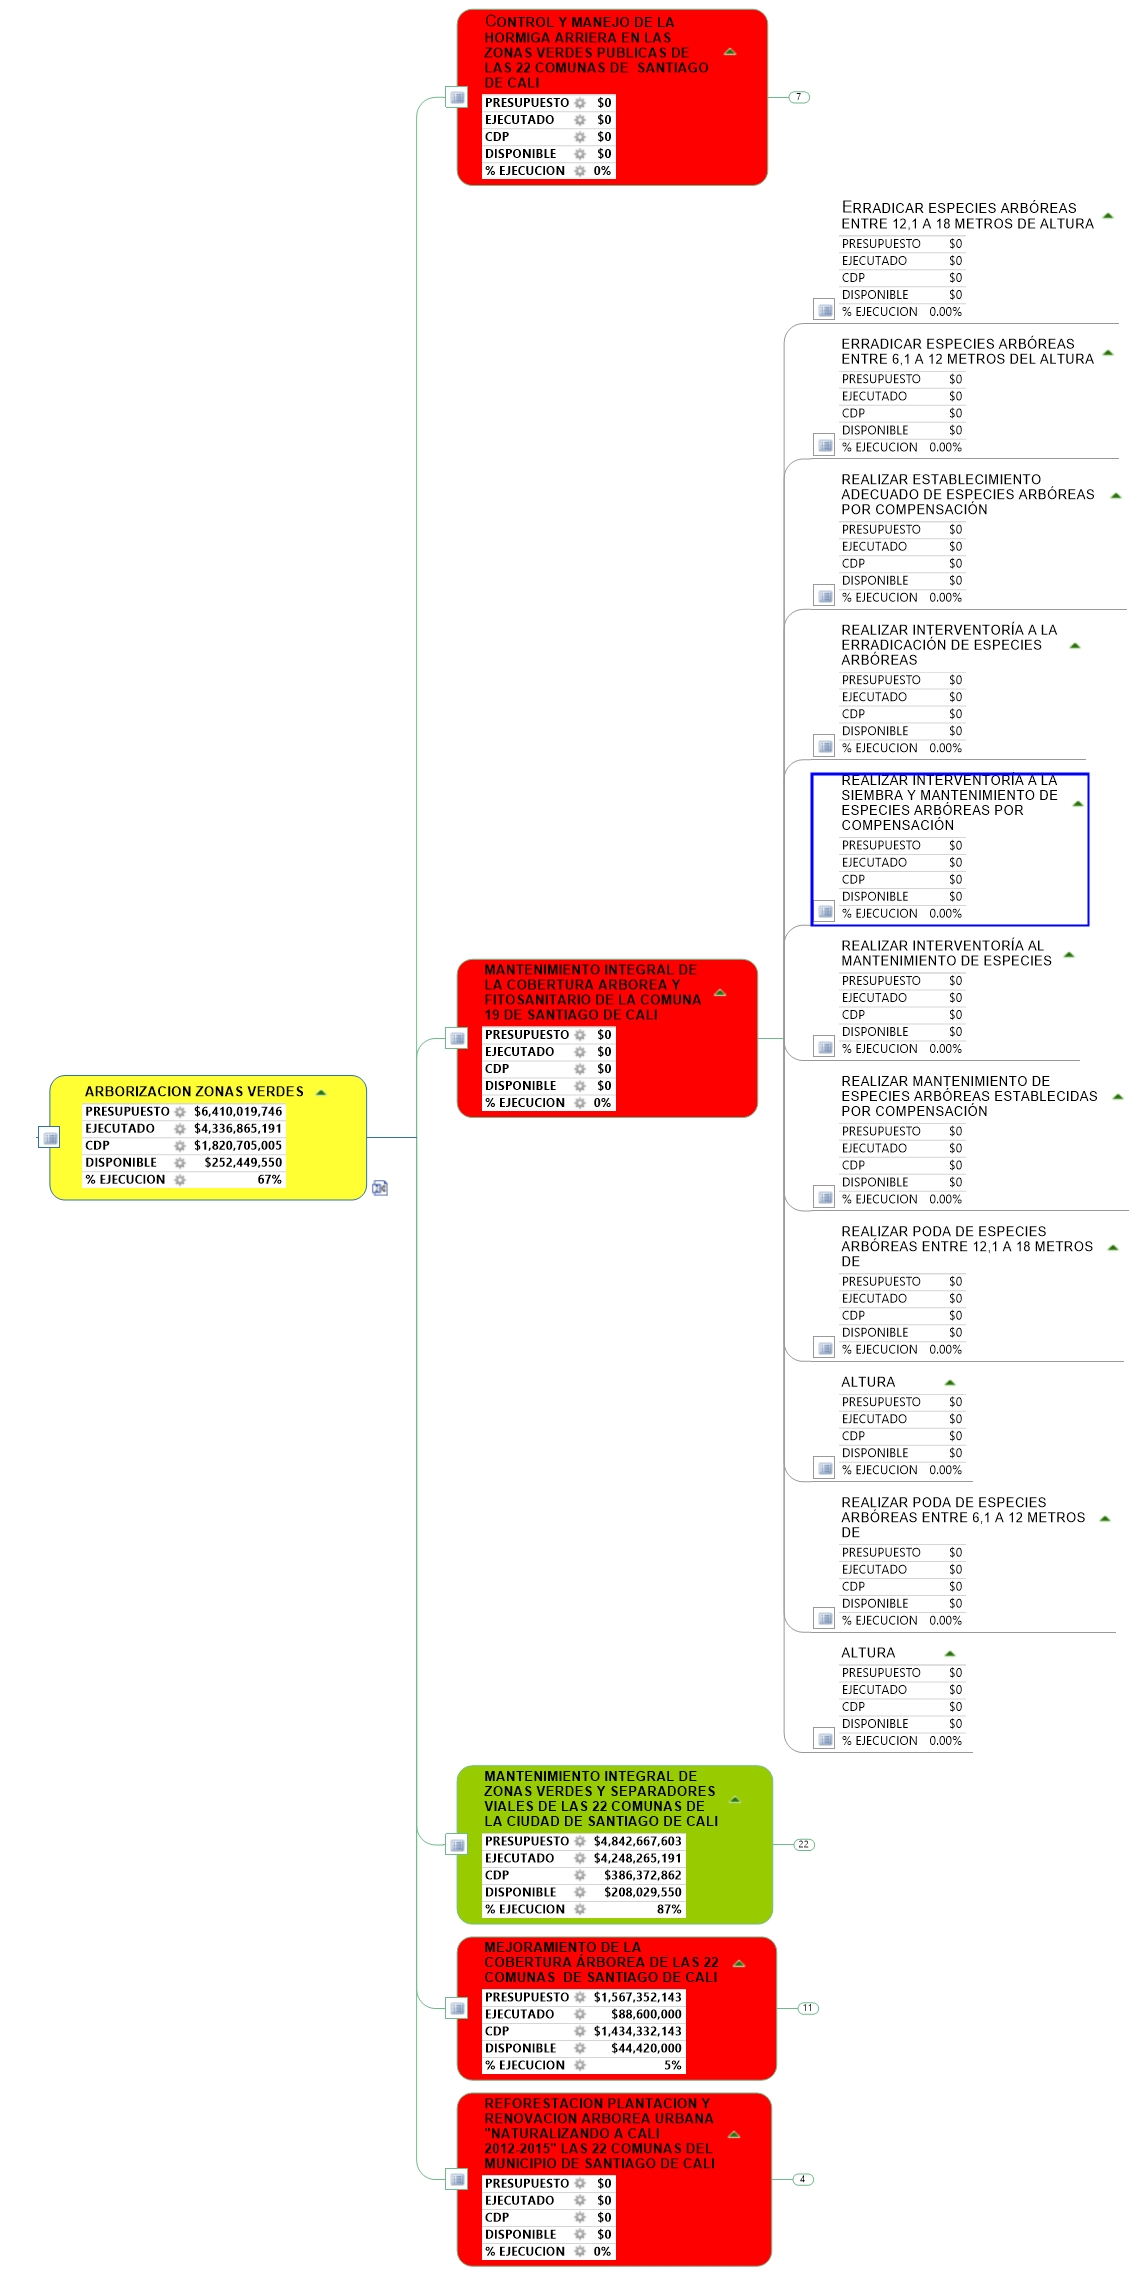 CONTROL Y MANEJO DE LA
HORMIGA ARRIERA EN LAS
ZONAS VERDES PUBLICAS DE
LAS 22 COMUNAS DE  SANTIAGO
DE CALI
PRESUPUESTO $0
EJECUTADO $0
CDP $0
DISPONIBLE $0
% EJECUCION 0%
7
ERRADICAR ESPECIES ARBÓREAS
ENTRE 12,1 A 18 METROS DE ALTURA
PRESUPUESTO $0
EJECUTADO $0
CDP $0
DISPONIBLE $0
% EJECUCION 0.00%
ERRADICAR ESPECIES ARBÓREAS
ENTRE 6,1 A 12 METROS DEL ALTURA
PRESUPUESTO $0
EJECUTADO $0
CDP $0
DISPONIBLE $0
% EJECUCION 0.00%
REALIZAR ESTABLECIMIENTO
ADECUADO DE ESPECIES ARBÓREAS
POR COMPENSACIÓN
PRESUPUESTO $0
EJECUTADO $0
CDP $0
DISPONIBLE $0
% EJECUCION 0.00%
REALIZAR INTERVENTORÍA A LA
ERRADICACIÓN DE ESPECIES
ARBÓREAS
PRESUPUESTO $0
EJECUTADO $0
CDP $0
DISPONIBLE $0
% EJECUCION 0.00%
REALIZAR INTERVENTORÍA A LA
SIEMBRA Y MANTENIMIENTO DE
ESPECIES ARBÓREAS POR
COMPENSACIÓN
PRESUPUESTO $0
EJECUTADO $0
CDP $0
DISPONIBLE $0
% EJECUCION 0.00%
REALIZAR INTERVENTORÍA AL
MANTENIMIENTO DE ESPECIES
PRESUPUESTO $0
EJECUTADO $0
CDP $0
DISPONIBLE $0
% EJECUCION 0.00%
MANTENIMIENTO INTEGRAL DE
LA COBERTURA ARBOREA Y
FITOSANITARIO DE LA COMUNA
19 DE SANTIAGO DE CALI
PRESUPUESTO $0
EJECUTADO $0
CDP $0
DISPONIBLE $0
% EJECUCION 0%
ARBORIZACION ZONAS VERDES
PRESUPUESTO $6,410,019,746
EJECUTADO $4,336,865,191
CDP $1,820,705,005
DISPONIBLE $252,449,550
% EJECUCION 67%
REALIZAR MANTENIMIENTO DE
ESPECIES ARBÓREAS ESTABLECIDAS
POR COMPENSACIÓN
PRESUPUESTO $0
EJECUTADO $0
CDP $0
DISPONIBLE $0
% EJECUCION 0.00%
REALIZAR PODA DE ESPECIES
ARBÓREAS ENTRE 12,1 A 18 METROS
DE
PRESUPUESTO $0
EJECUTADO $0
CDP $0
DISPONIBLE $0
% EJECUCION 0.00%
ALTURA
PRESUPUESTO $0
EJECUTADO $0
CDP $0
DISPONIBLE $0
% EJECUCION 0.00%
REALIZAR PODA DE ESPECIES
ARBÓREAS ENTRE 6,1 A 12 METROS
DE
PRESUPUESTO $0
EJECUTADO $0
CDP $0
DISPONIBLE $0
% EJECUCION 0.00%
ALTURA
PRESUPUESTO $0
EJECUTADO $0
CDP $0
DISPONIBLE $0
% EJECUCION 0.00%
MANTENIMIENTO INTEGRAL DE
ZONAS VERDES Y SEPARADORES
VIALES DE LAS 22 COMUNAS DE
LA CIUDAD DE SANTIAGO DE CALI
PRESUPUESTO $4,842,667,603
EJECUTADO $4,248,265,191
CDP $386,372,862
DISPONIBLE $208,029,550
% EJECUCION 87%
22
MEJORAMIENTO DE LA
COBERTURA ÁRBOREA DE LAS 22
COMUNAS  DE SANTIAGO DE CALI
PRESUPUESTO $1,567,352,143
EJECUTADO $88,600,000
CDP $1,434,332,143
DISPONIBLE $44,420,000
% EJECUCION 5%
11
REFORESTACION PLANTACION Y
RENOVACION ARBOREA URBANA
"NATURALIZANDO A CALI
2012-2015" LAS 22 COMUNAS DEL
MUNICIPIO DE SANTIAGO DE CALI
PRESUPUESTO $0
EJECUTADO $0
CDP $0
DISPONIBLE $0
% EJECUCION 0%
4